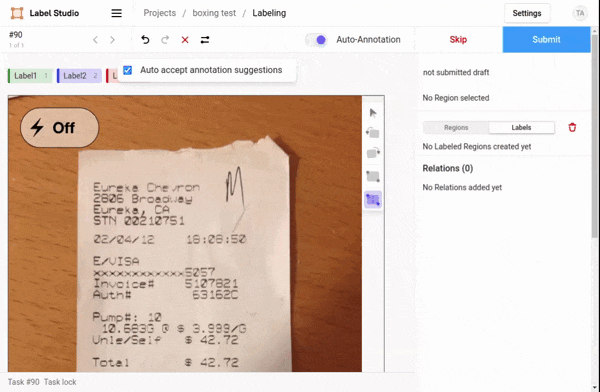 Label Studio
Projects / boxing test / Labeling
Settings
TA
#90
1 of 1
Auto-Annotation
Skip
Submit
Label1 1
Label2 2
Auto accept annotation suggestions
not submitted draft
No Region selected
Regions
Labels
No Labeled Regions created yet
Relations (0)
No Relations added yet
Off
M
Eureka Chevron
2806 Broadway
Eureka, CA
STN 00210751
02/04/12 18:08:50
E/VISA
xxxxxxxxxxxx5057
Invoice# 5107821
Auth# 63162C
Pump#: 10
10.683G @ $ 3.999/G
Unle/Self $ 42.72
Total $ 42.72
Task #90 Task lock